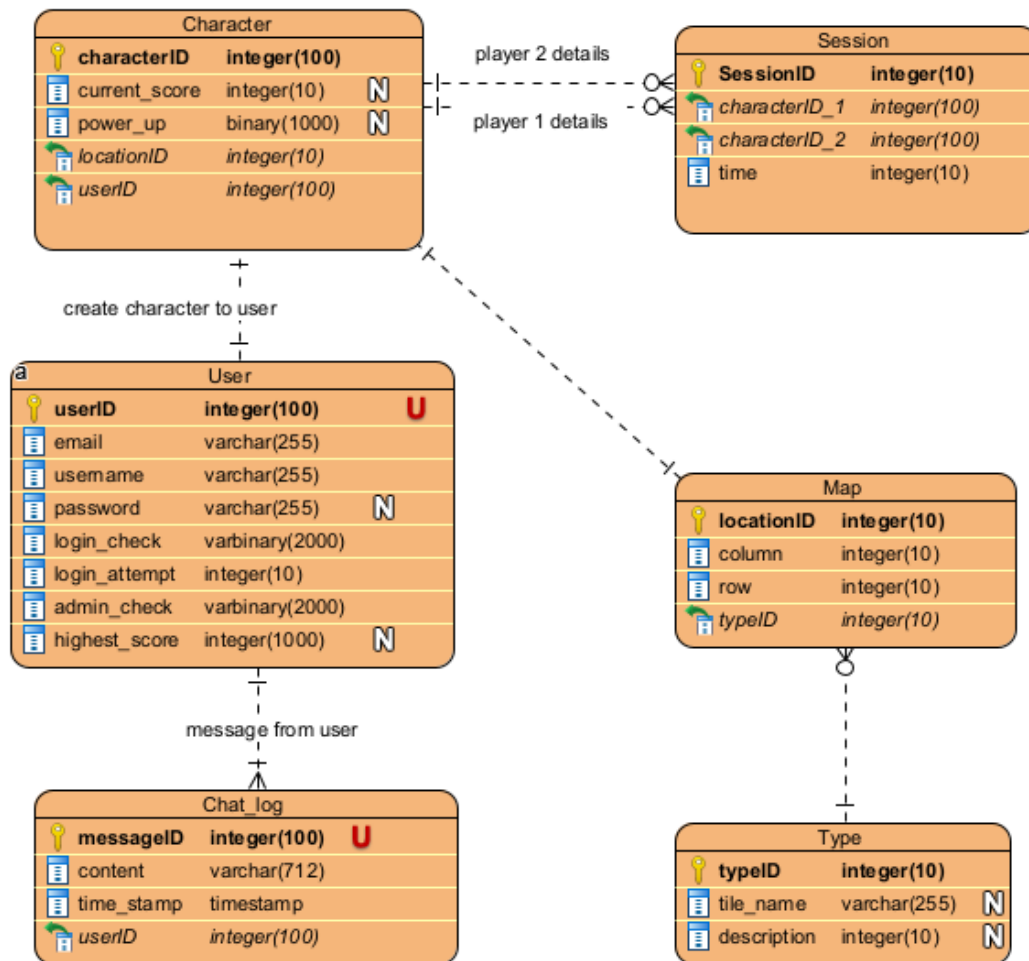 Character
characterID integer(100)
current_score integer(10) N
power_up binary(1000) N
locationID integer(10)
userID integer(100)
player 2 details
player 1 details
Session
SessionID integer(10)
characterID_1 integer(100)
characterID_2 integer(100)
time integer(10)
create character to user
a
User
userID integer(100) U
email varchar(255)
username varchar(255)
password varchar(255) N
login_check varbinary(2000)
login_attempt integer(10)
admin_check varbinary(2000)
highest_score integer(1000) N
Map
locationID integer(10)
column integer(10)
row integer(10)
typeID integer(10)
message from user
Chat_log
messageID integer(100) U
content varchar(712)
time_stamp timestamp
userID integer(100)
Type
typeID integer(10)
tile_name varchar(255) N
description integer(10) N